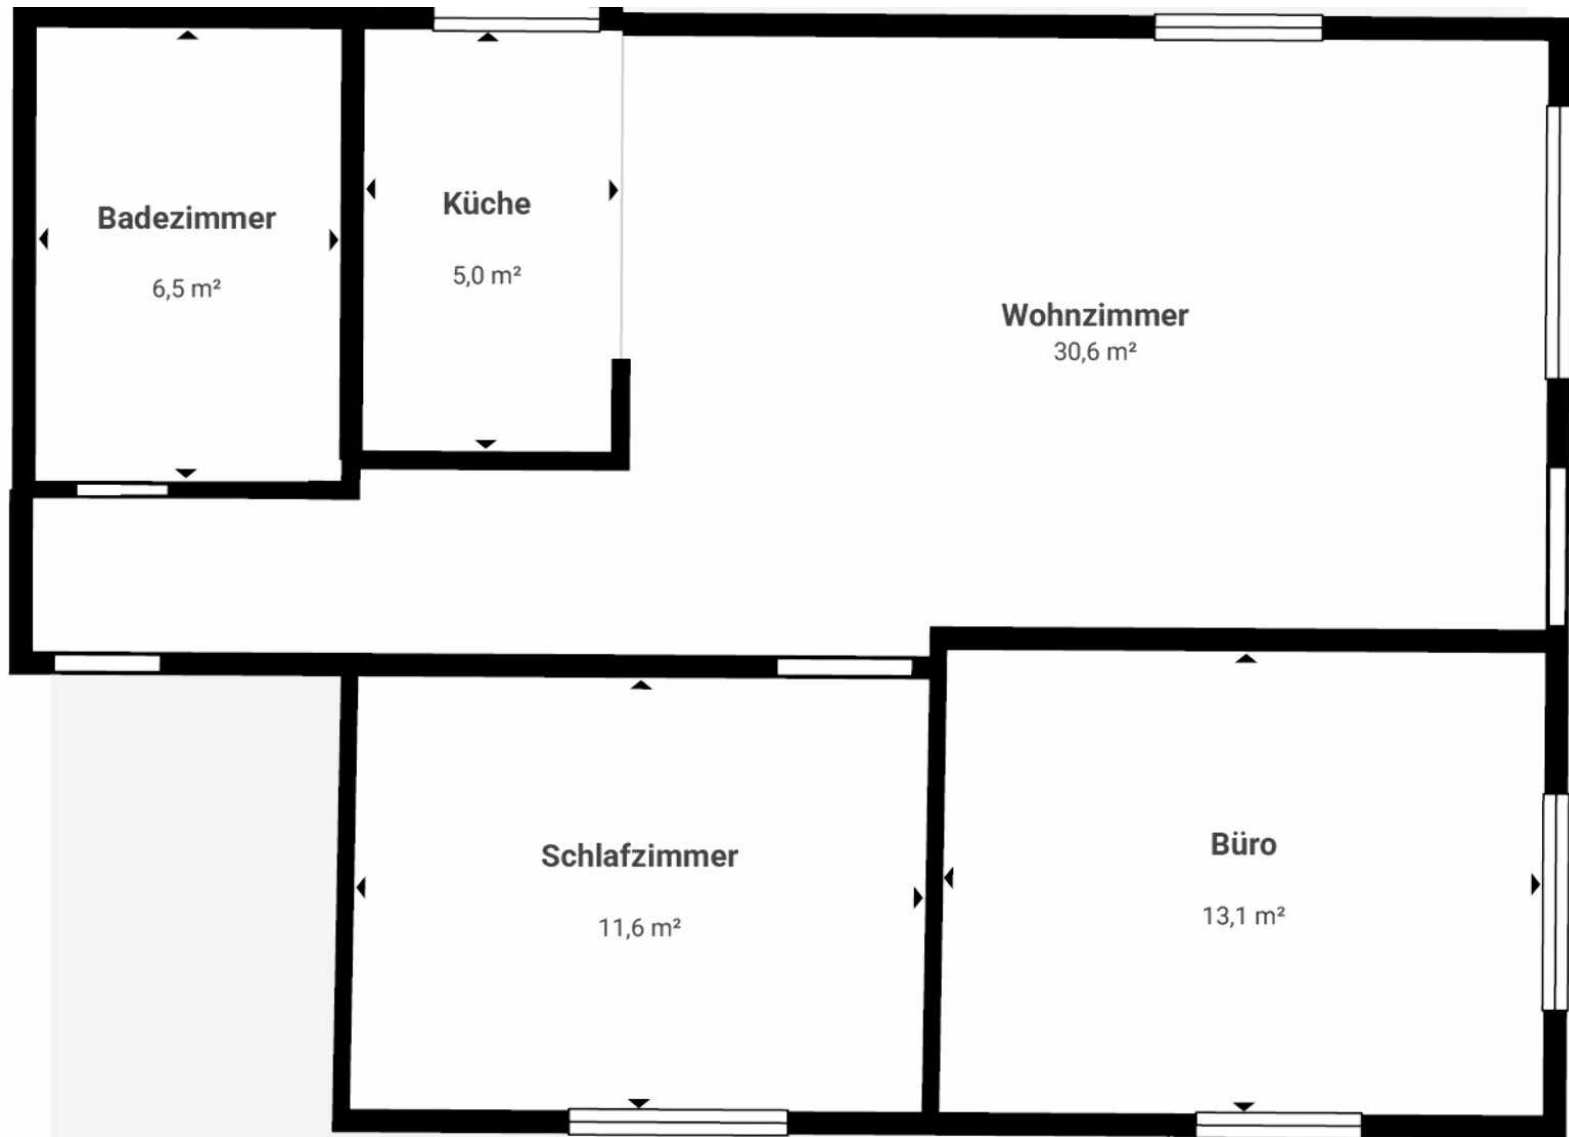 Badezimmer
6,5 m²
Küche
5,0 m²
Wohnzimmer
30,6 m²
Schlafzimmer
11,6 m²
Büro
13,1 m²